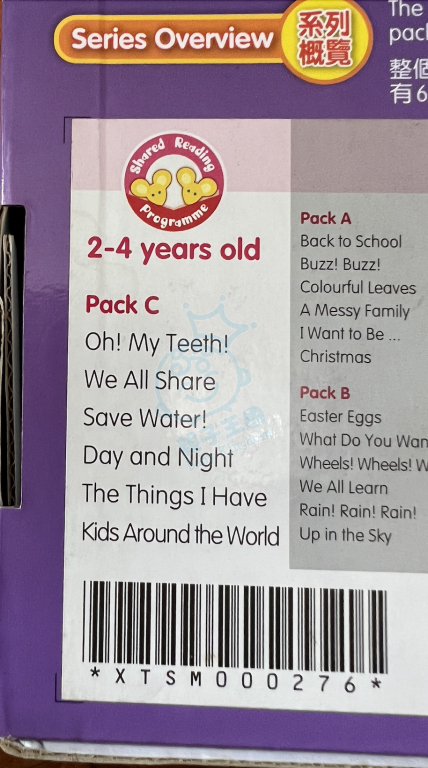 Series Overview
系列
概覽
The
pack
整個
有6
Shared Reading
Programme
2-4 years old
Pack C
Oh! My Teeth!
We All Share
Save Water!
Day and Night
The Things I Have
Kids Around the World
Pack A
Back to School
Buzz! Buzz!
Colourful Leaves
A Messy Family
I Want to Be ...
Christmas
Pack B
Easter Eggs
What Do You Wan
Wheels! Wheels! W
We All Learn
Rain! Rain! Rain!
Up in the Sky
*XTSM000276*